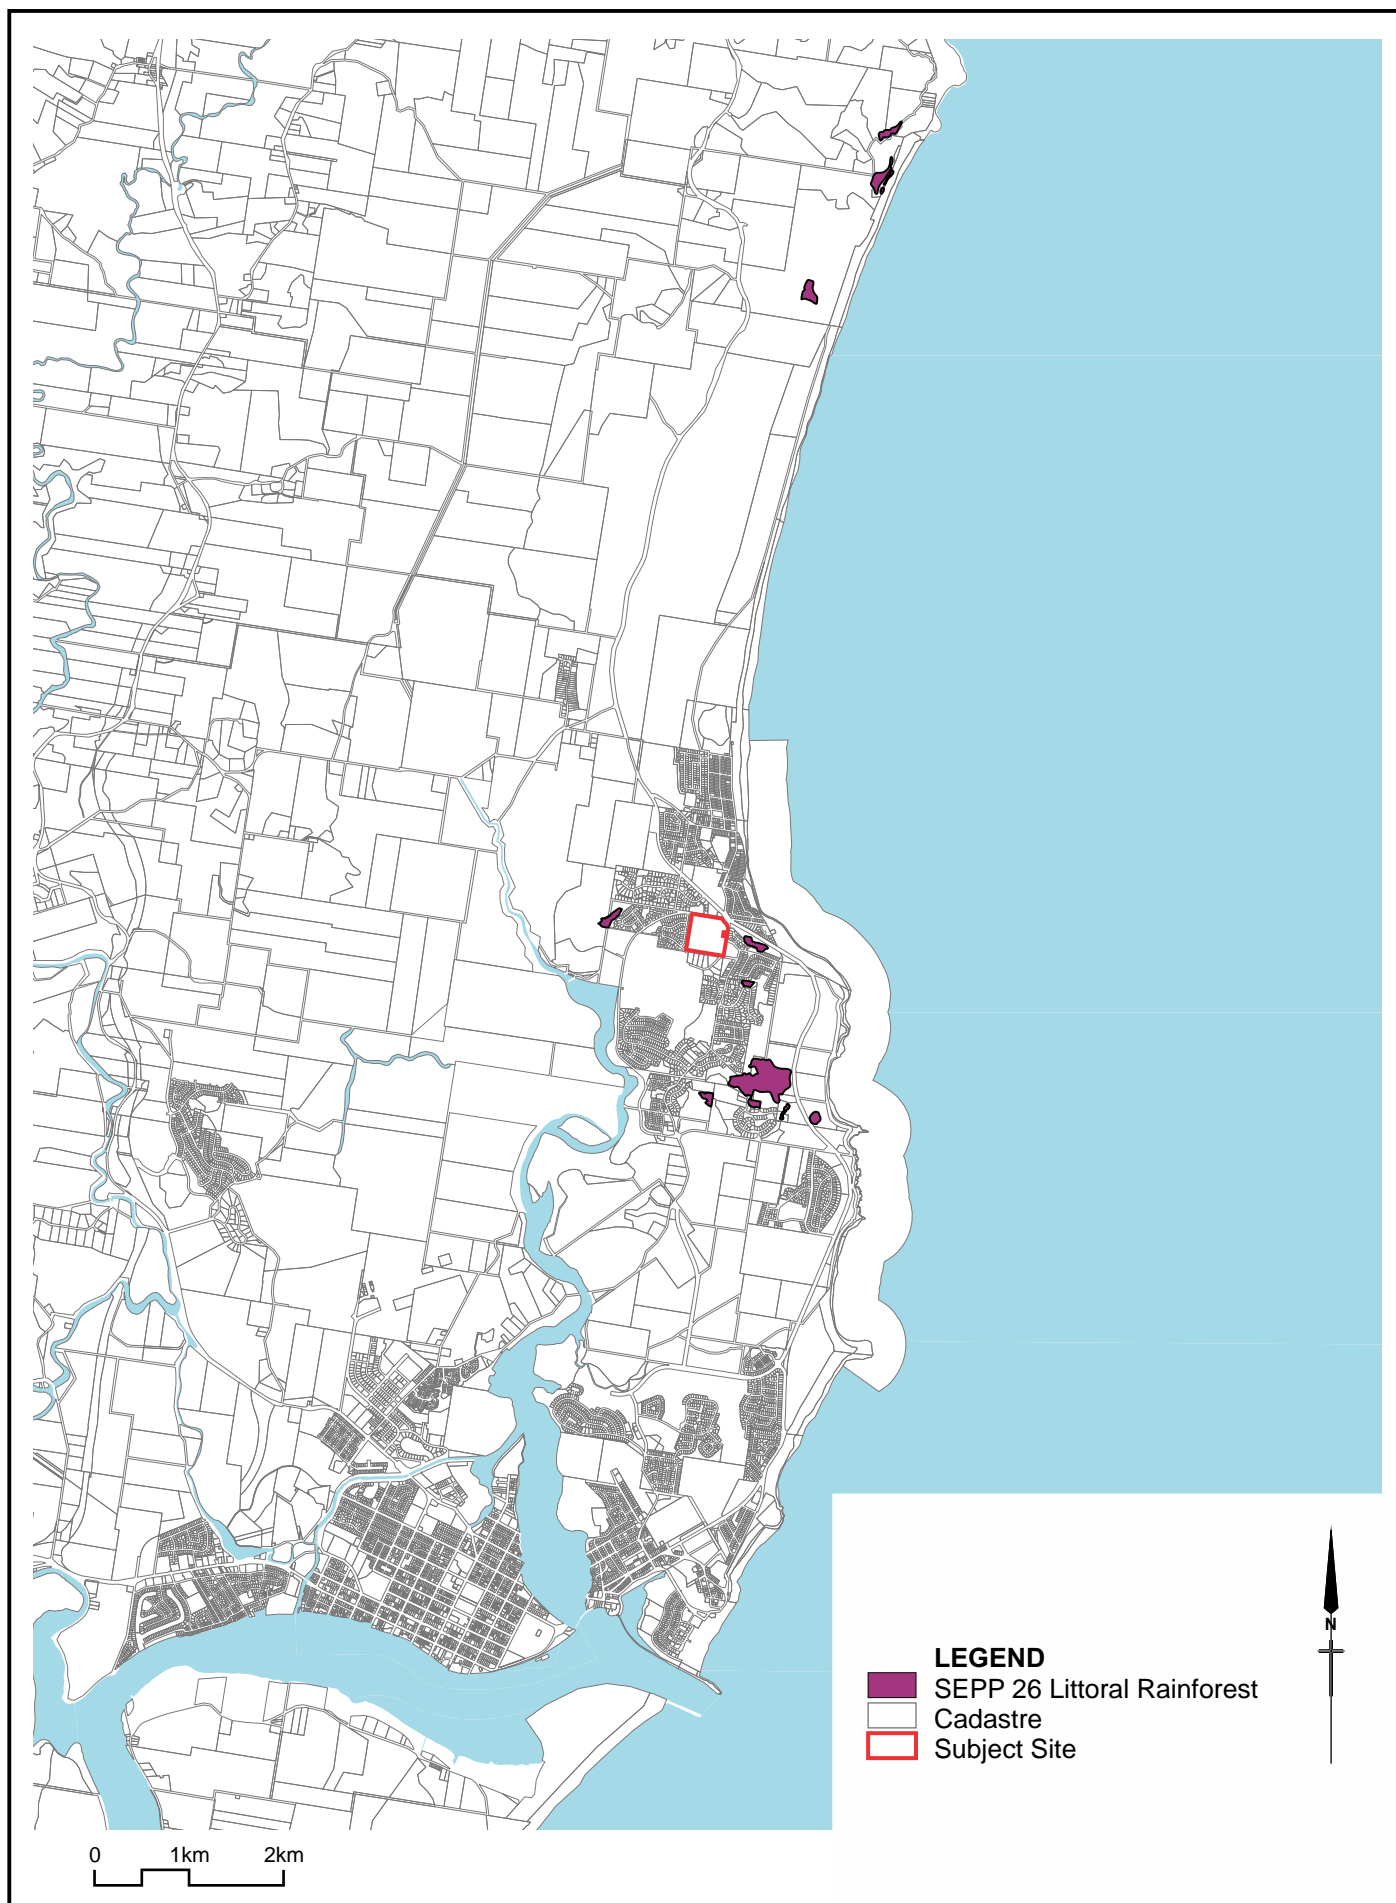 N
LEGEND
SEPP 26 Littoral Rainforest
Cadastre
Subject Site
0 1km 2km